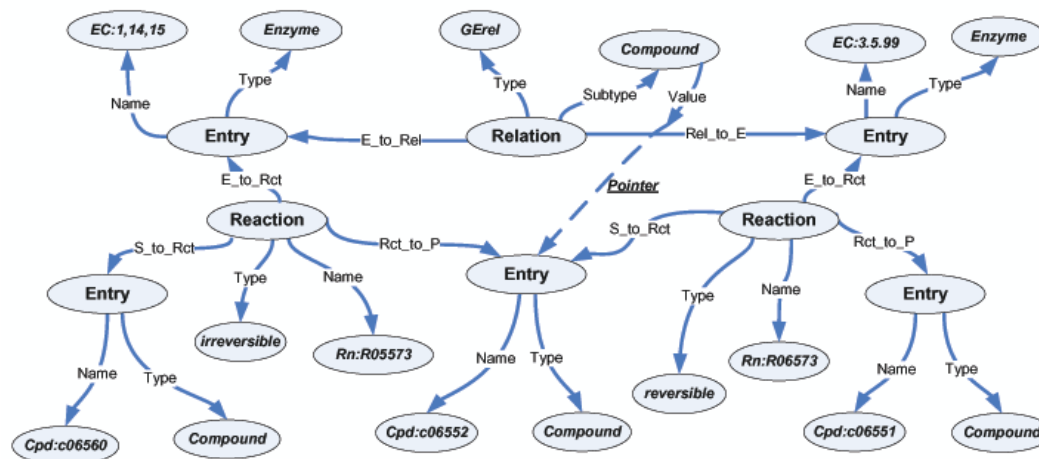 EC:1,14,15
Enzyme
GErel
Compound
EC:3.5.99
Enzyme
Type
Name
Type
Subtype
Value
Name
Type
Entry
E_to_Rel
Relation
Rel_to_E
Entry
E_to_Rct
Pointer
E_to_Rct
Reaction
Reaction
S_to_Rct
Rct_to_P
S_to_Rct
Rct_to_P
Type
Name
Entry
Entry
Entry
Type
Name
irreversible
Rn:R05573
Name
Type
Rn:R06573
Name
Type
Name
Type
reversible
Cpd:c06560
Compound
Cpd:c06552
Compound
Cpd:c06551
Compound